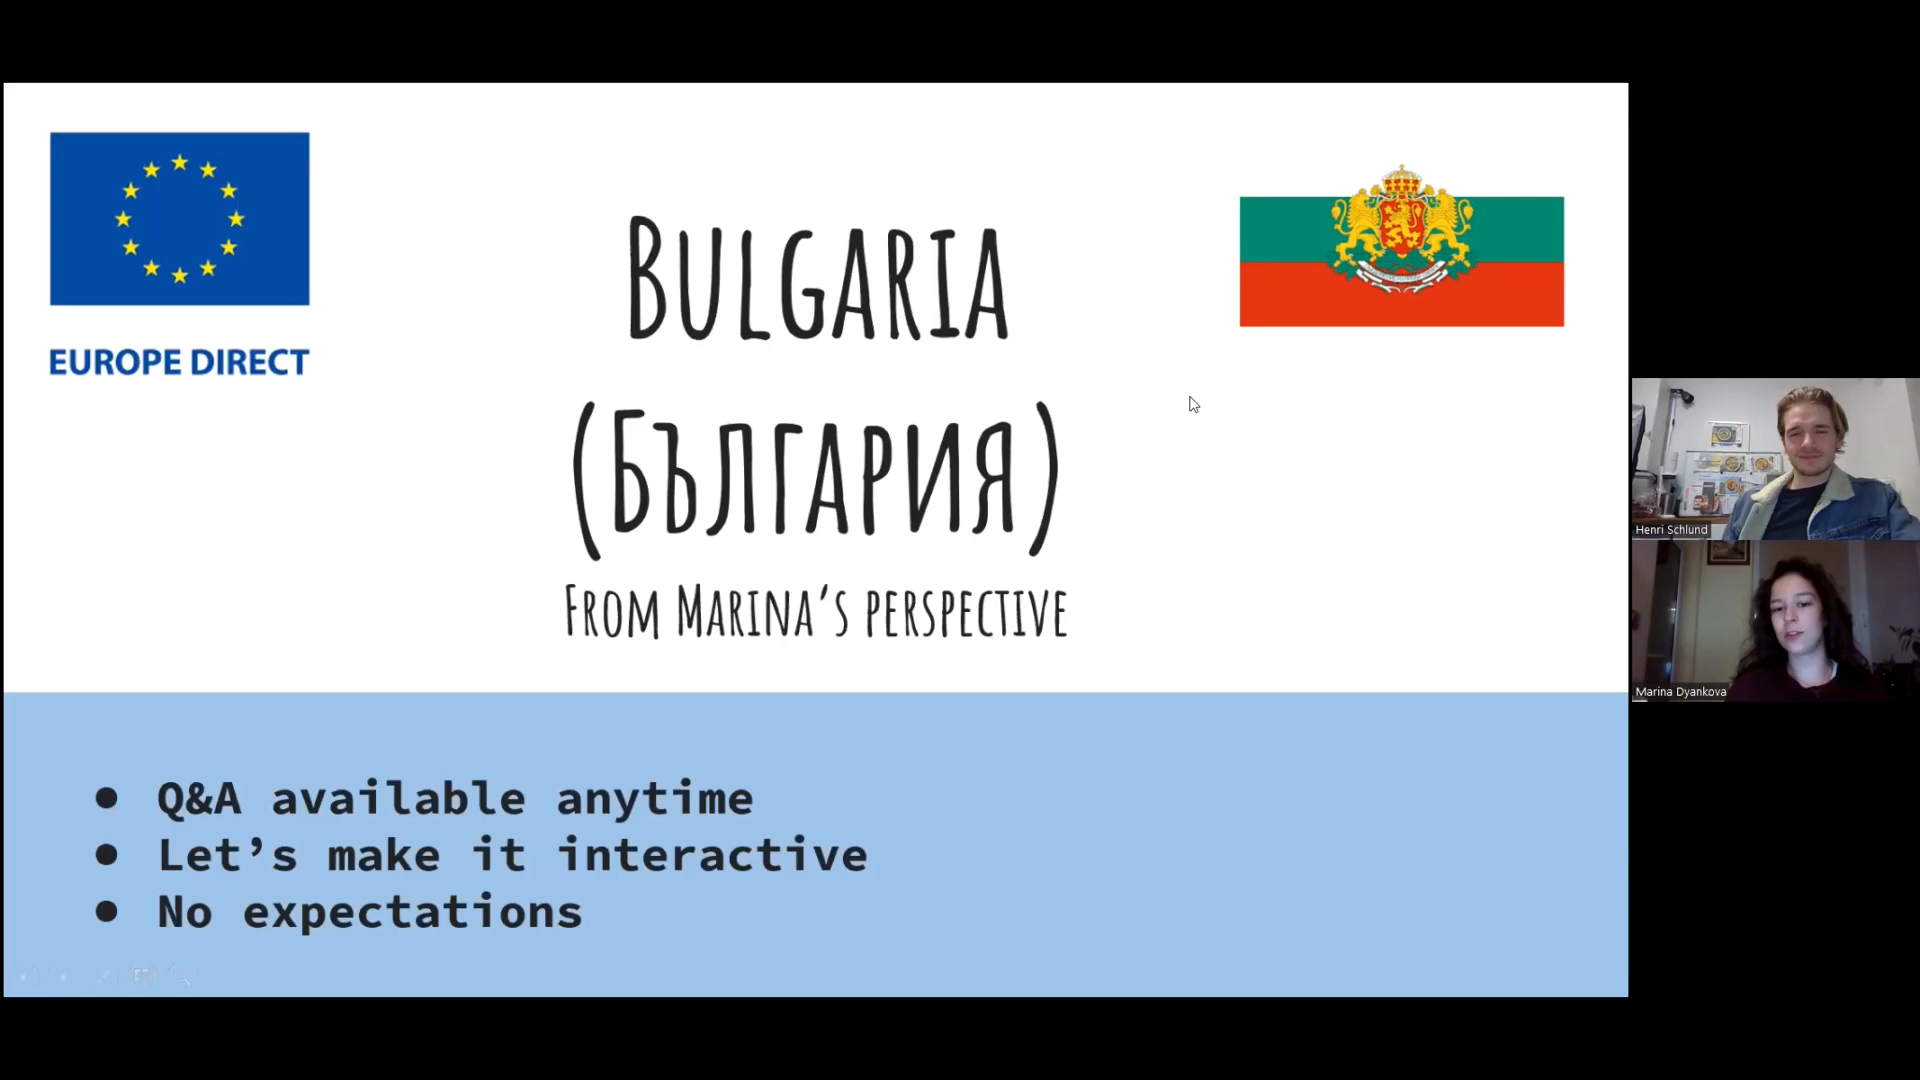 EUROPE DIRECT
BULGARIA
(БЪЛГАРИЯ)
FROM MARINA‘S PERSPECTIVE
Henri Schlund
Marina Dyankova
● Q&A available anytime
● Let’s make it interactive
● No expectations